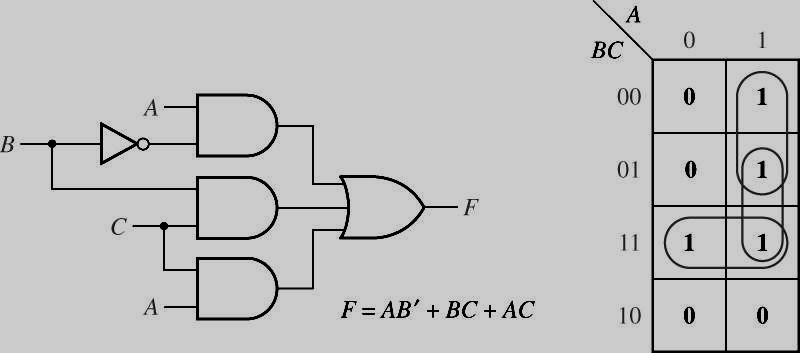 A
B
C
A
F
F = AB′ + BC + AC
A
BC
0 1
00 0 1
01 0 1
11 1 1
10 0 0